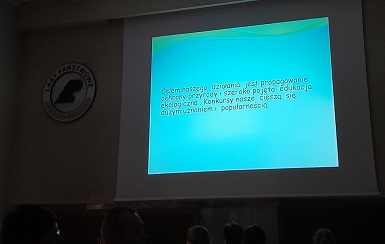 LASY PAŃSTWOWE
Celem naszego działania jest propagowanie
ochrony przyrody i szeroko pojęta edukacja
ekologiczna. Konkursy nasze cieszą się
dużym uznaniem i popularnością.